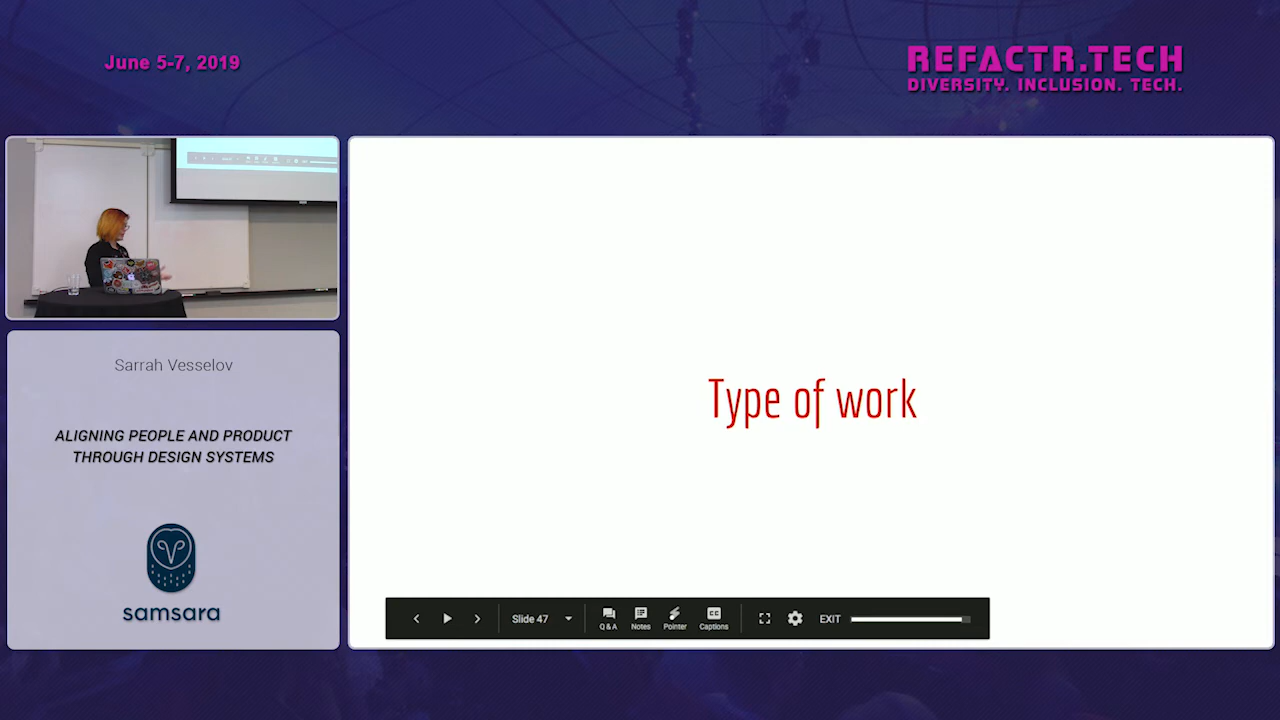 June 5-7, 2019
REFACTR.TECH
DIVERSITY. INCLUSION. TECH.
Sarrah Vesselov
ALIGNING PEOPLE AND PRODUCT
THROUGH DESIGN SYSTEMS
samsara
Type of work
Slide 47
Q & A
Notes
Pointer
CC
Captions
EXIT